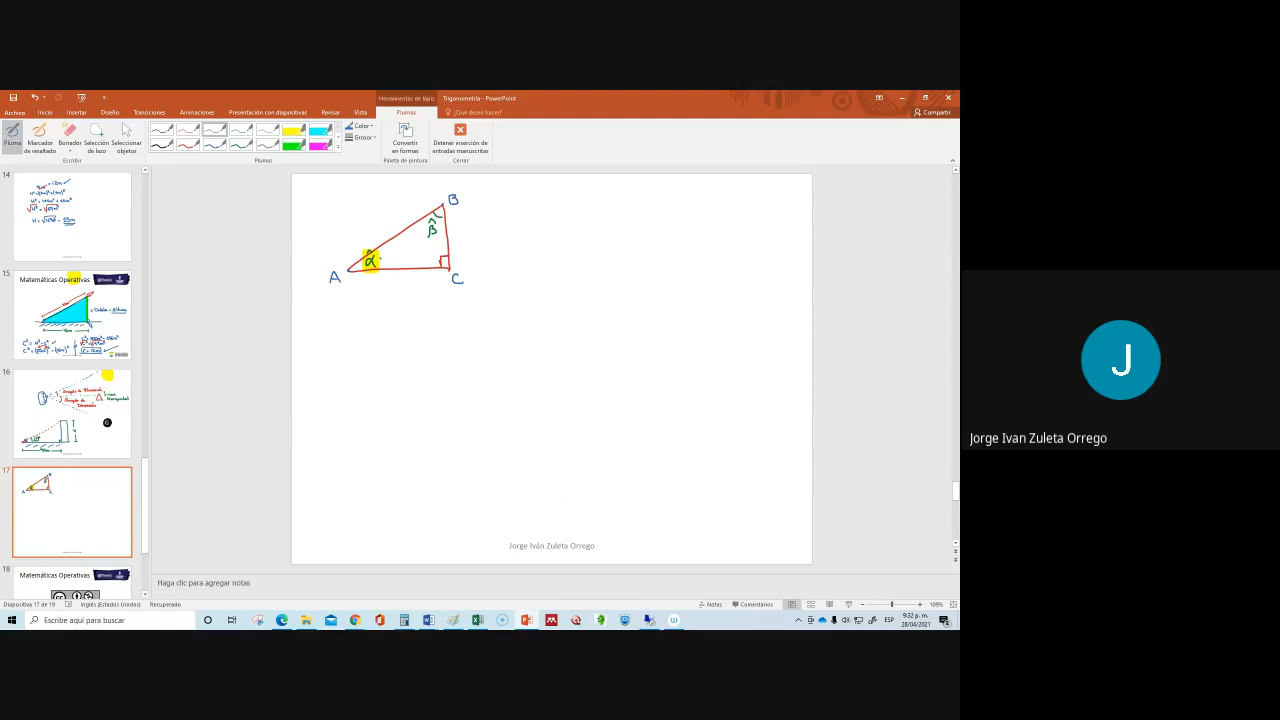 Herramientas de lápiz
Trigonometría - PowerPoint
Archivo Inicio Insertar Diseño Transiciones Animaciones Presentación con diapositivas Revisar Vista Plumas ¿Qué desea hacer? Compartir
Pluma
Marcador de resaltado
Borrador
Selección de lazo
Seleccionar objetos
Color
Grosor
Convertir en formas
Detener inserción de entradas manuscritas
Escribir
Plumas
Paleta de pintura
Cerrar
14
15
Matemáticas Operativas
16
17
18
Matemáticas Operativas
B
β
α
A
C
Jorge Iván Zuleta Orrego
Haga clic para agregar notas
Diapositiva 17 de 19 Inglés (Estados Unidos) Recuperado
Notas Comentarios 109%
Escribe aquí para buscar
ESP
9:32 p. m.
28/04/2021
J
Jorge Ivan Zuleta Orrego